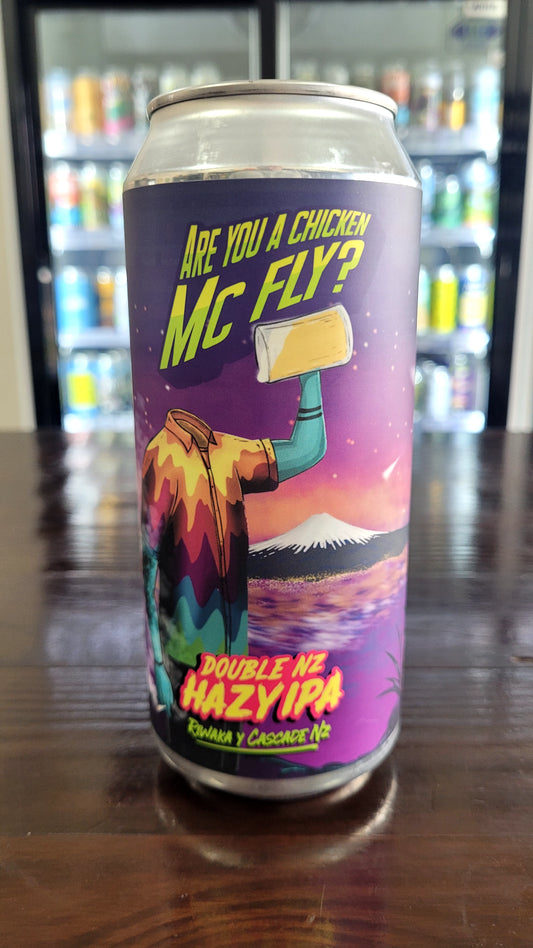 ARE YOU A CHICKEN
MC FLY?
DOUBLE NZ
HAZY IPA
RIWAKA Y CASCADE NZ